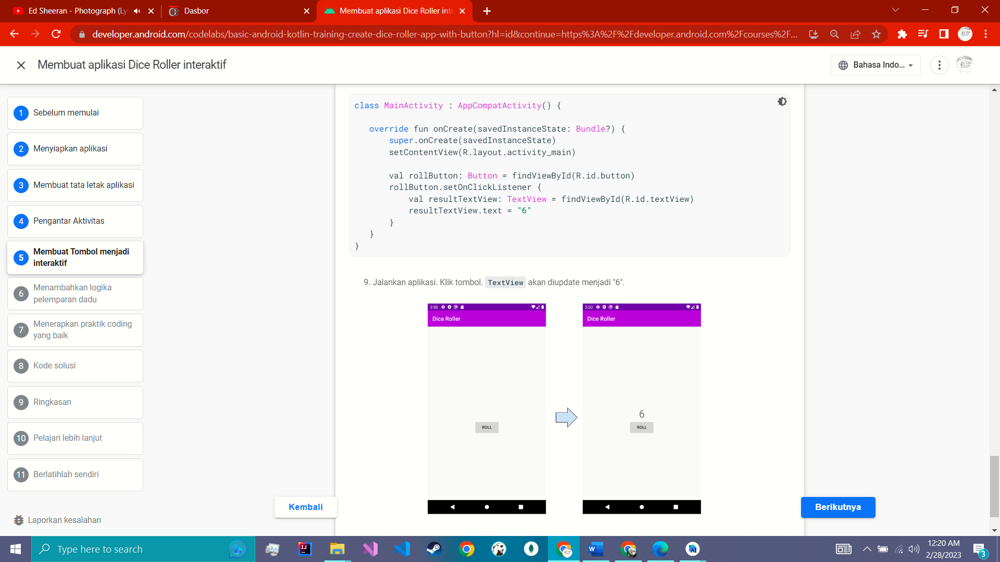 Ed Sheeran - Photograph (Ly
Dasbor
Membuat aplikasi Dice Roller inte
developer.android.com/codelabs/basic-android-kotlin-training-create-dice-roller-app-with-button?hl=id&continue=https%3A%2F%2Fdeveloper.android.com%2Fcourses%2F...
Membuat aplikasi Dice Roller interaktif
Bahasa Indo...
1 Sebelum memulai
2 Menyiapkan aplikasi
3 Membuat tata letak aplikasi
4 Pengantar Aktivitas
5 Membuat Tombol menjadi
interaktif
6 Menambahkan logika
pelemparan dadu
7 Menerapkan praktik coding
yang baik
8 Kode solusi
9 Ringkasan
10 Pelajari lebih lanjut
11 Berlatihlah sendiri
Laporkan kesalahan
class MainActivity : AppCompatActivity() {
override fun onCreate(savedInstanceState: Bundle?) {
super.onCreate(savedInstanceState)
setContentView(R.layout.activity_main)
val rollButton: Button = findViewById(R.id.button)
rollButton.setOnClickListener {
val resultTextView: TextView = findViewById(R.id.textView)
resultTextView.text = "6"
}
}
}
9. Jalankan aplikasi. Klik tombol. TextView akan diupdate menjadi "6".
3:50
Dice Roller
ROLL
3:50
Dice Roller
6
ROLL
Kembali
Berikutnya
Type here to search
12:20 AM
2/28/2023
3